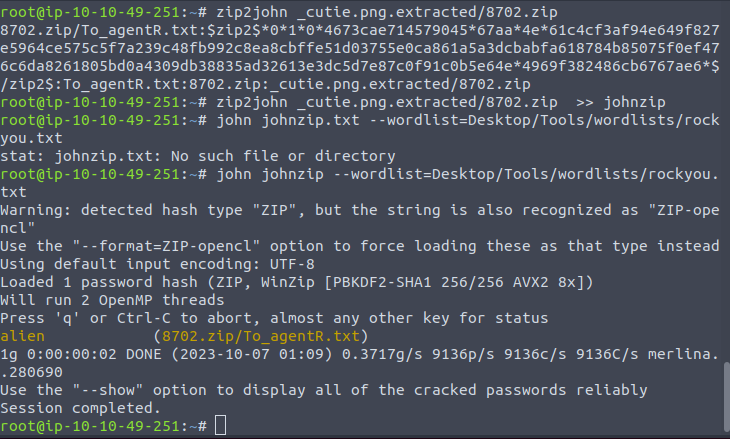 root@ip-10-10-49-251:~# zip2john _cutie.png.extracted/8702.zip
8702.zip/To_agentR.txt:$zip2$*0*1*0*4673cae714579045*67aa*4e*61c4cf3af94e649f827
e5964ce575c5f7a239c48fb992c8ea8cbffe51d03755e0ca861a5a3dcbabfa618784b85075f0ef47
6c6da8261805bd0a4309db38835ad32613e3dc5d7e87c0f91c0b5e64e*4969f382486cb6767ae6*$
/zip2$:To_agentR.txt:8702.zip:_cutie.png.extracted/8702.zip
root@ip-10-10-49-251:~# zip2john _cutie.png.extracted/8702.zip  >> johnzip
root@ip-10-10-49-251:~# john johnzip.txt --wordlist=Desktop/Tools/wordlists/rock
you.txt
stat: johnzip.txt: No such file or directory
root@ip-10-10-49-251:~# john johnzip --wordlist=Desktop/Tools/wordlists/rockyou.
txt
Warning: detected hash type "ZIP", but the string is also recognized as "ZIP-ope
ncl"
Use the "--format=ZIP-opencl" option to force loading these as that type instead
Using default input encoding: UTF-8
Loaded 1 password hash (ZIP, WinZip [PBKDF2-SHA1 256/256 AVX2 8x])
Will run 2 OpenMP threads
Press 'q' or Ctrl-C to abort, almost any other key for status
alien            (8702.zip/To_agentR.txt)
1g 0:00:00:02 DONE (2023-10-07 01:09) 0.3717g/s 9136p/s 9136c/s 9136C/s merlina.
.280690
Use the "--show" option to display all of the cracked passwords reliably
Session completed.
root@ip-10-10-49-251:~#